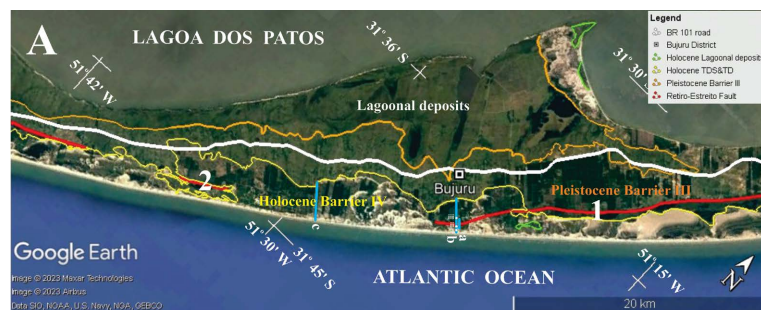 A
LAGOA DOS PATOS
31° 36' S
51° 42' W
31° 30'
Legend
BR 101 road
Bujuru District
Holocene Lagoonal deposits
Holocene TDS&TD
Pleistocene Barrier III
Retiro-Estreito Fault
Lagoonal deposits
Bujuru
Pleistocene Barrier III
2
Holocene Barrier IV
1
c
a
b
Google Earth
51° 30' W
31° 45' S
ATLANTIC OCEAN
51° 15' W
N
Image © 2023 Maxar Technologies
Image © 2023 Airbus
Data SIO, NOAA, U.S. Navy, NGA, GEBCO
20 km